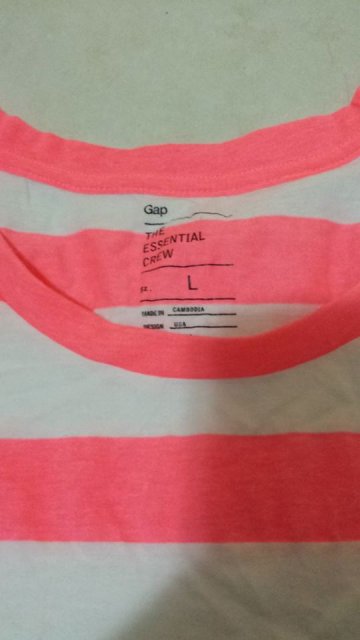 Gap
THE
ESSENTIAL
CREW
SZ. L
MADE IN CAMBODIA
DESIGN USA